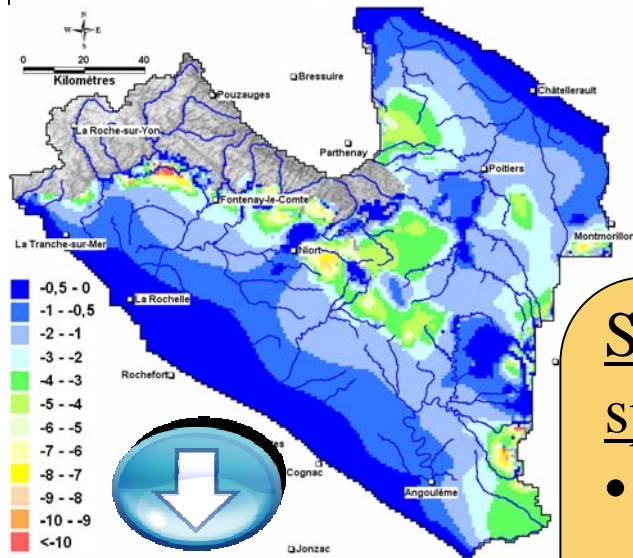 N
W
E
S
0 20 40
Kilomètres
Bressuire
Pouzauges
Châtellerault
La Roche-sur-Yon
Parthenay
Poitiers
Fontenay-le-Comte
Montmorillon
La Tranche-sur-Mer
Niort
La Rochelle
Rochefort
Cognac
Angoulême
Jonzac
-0,5 - 0
-1 - -0,5
-2 - -1
-3 - -2
-4 - -3
-5 - -4
-6 - -5
-7 - -6
-8 - -7
-9 - -8
-10 - -9
<-10
S
•